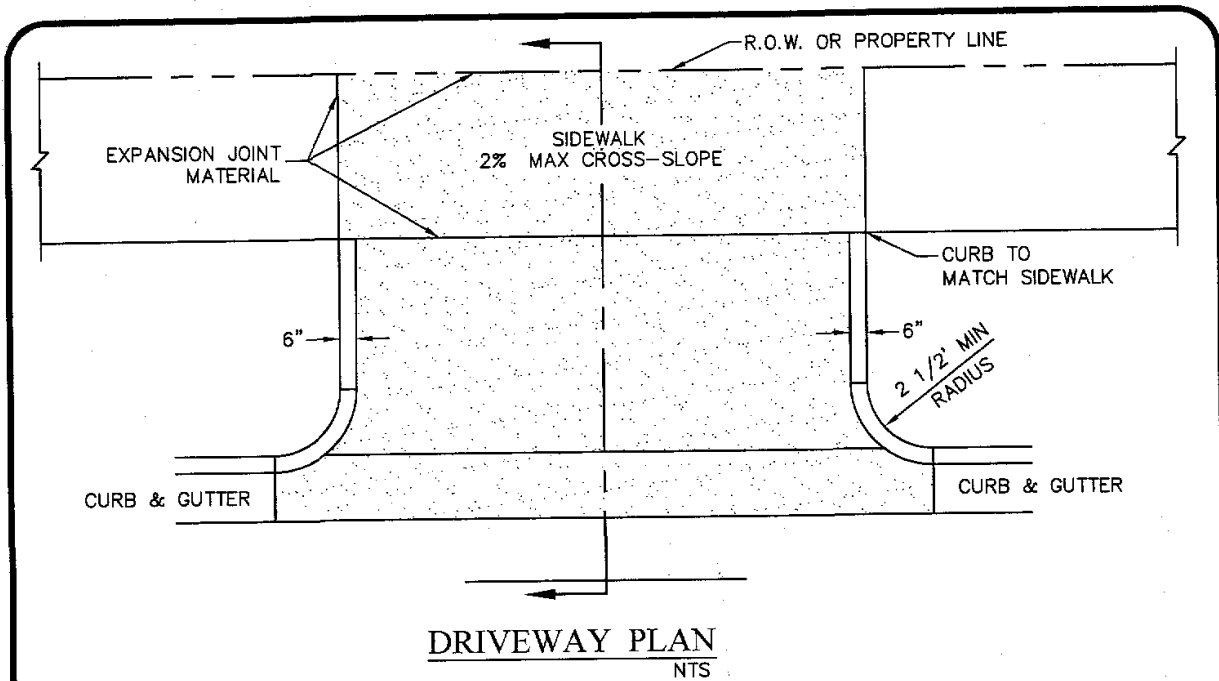 R.O.W. OR PROPERTY LINE
EXPANSION JOINT
MATERIAL
SIDEWALK
2% MAX CROSS-SLOPE
CURB TO
MATCH SIDEWALK
6"
6"
2 1/2' MIN
RADIUS
CURB & GUTTER
CURB & GUTTER
DRIVEWAY PLAN
NTS